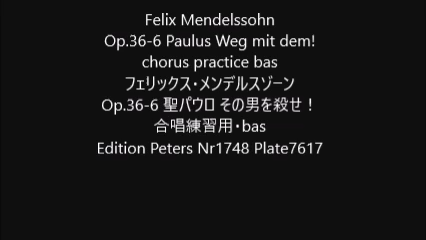 Felix Mendelssohn
Op.36-6 Paulus Weg mit dem!
chorus practice bas
フェリックス・メンデルスゾーン
Op.36-6 聖パウロ その男を殺せ！
合唱練習用・bas
Edition Peters Nr1748 Plate7617